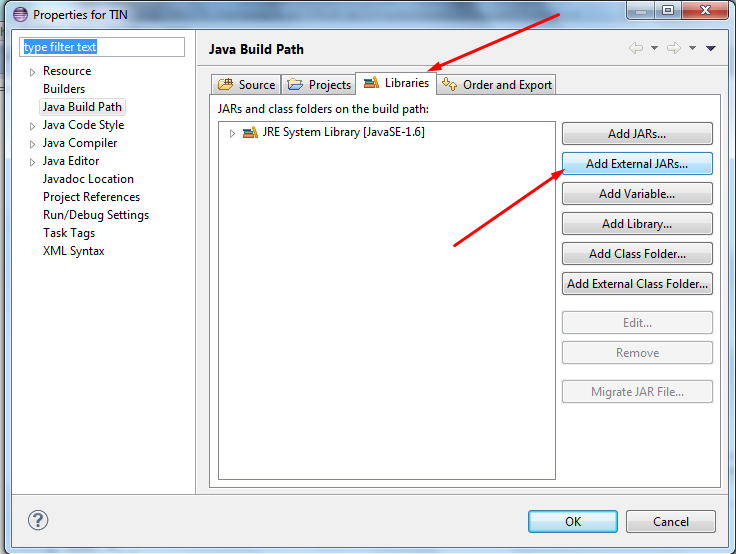 Properties for TIN
type filter text
Resource
Builders
Java Build Path
Java Code Style
Java Compiler
Java Editor
Javadoc Location
Project References
Run/Debug Settings
Task Tags
XML Syntax
Java Build Path
Source
Projects
Libraries
Order and Export
JARs and class folders on the build path:
JRE System Library [JavaSE-1.6]
Add JARs...
Add External JARs...
Add Variable...
Add Library...
Add Class Folder...
Add External Class Folder...
Edit...
Remove
Migrate JAR File...
?
OK
Cancel